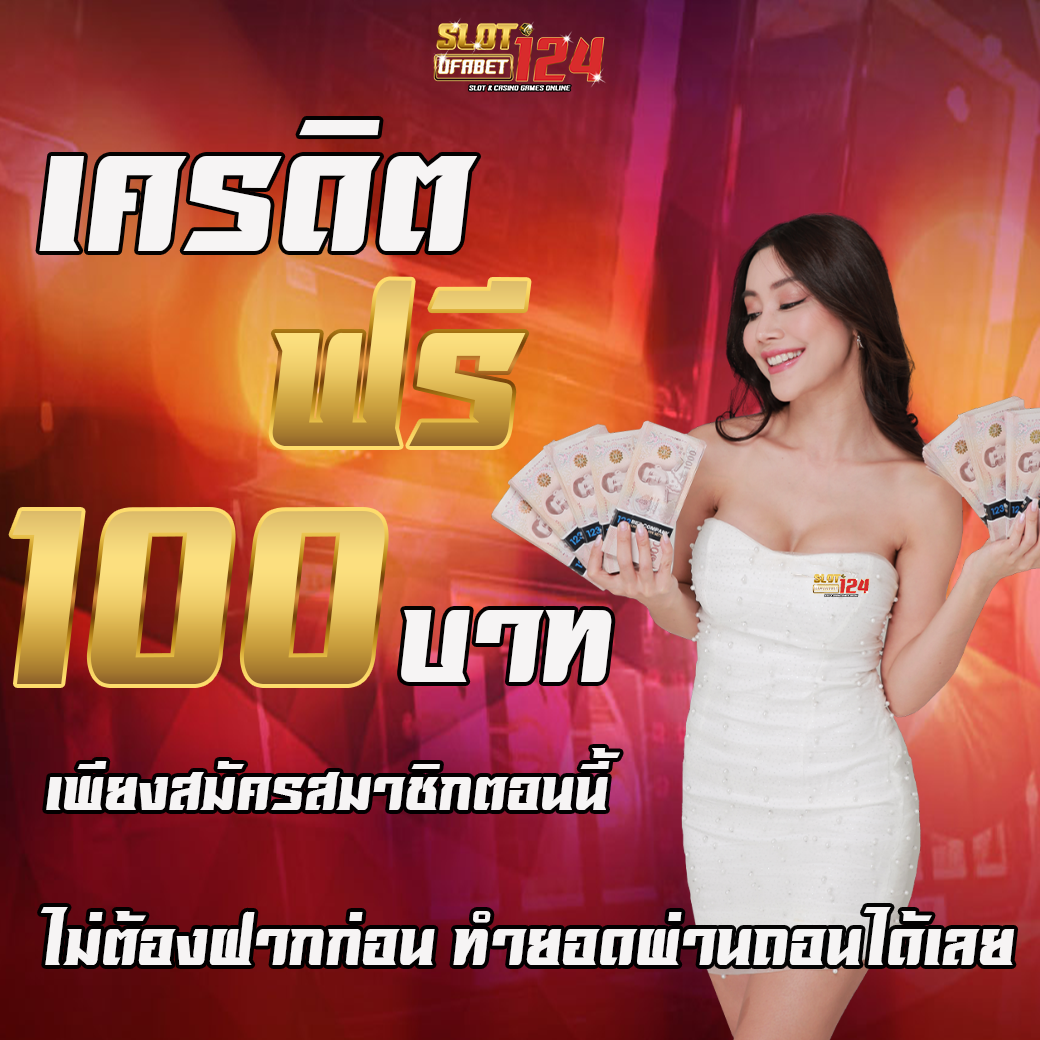 SLOT
UFABET 124
SLOT & CASINO GAMES ONLINE
เครดิต
ฟรี
100 บาท
เพียงสมัครสมาชิกตอนนี้
ไม่ต้องฝากก่อน ทำยอดผ่านถอนได้เลย
SLOT 124
1000